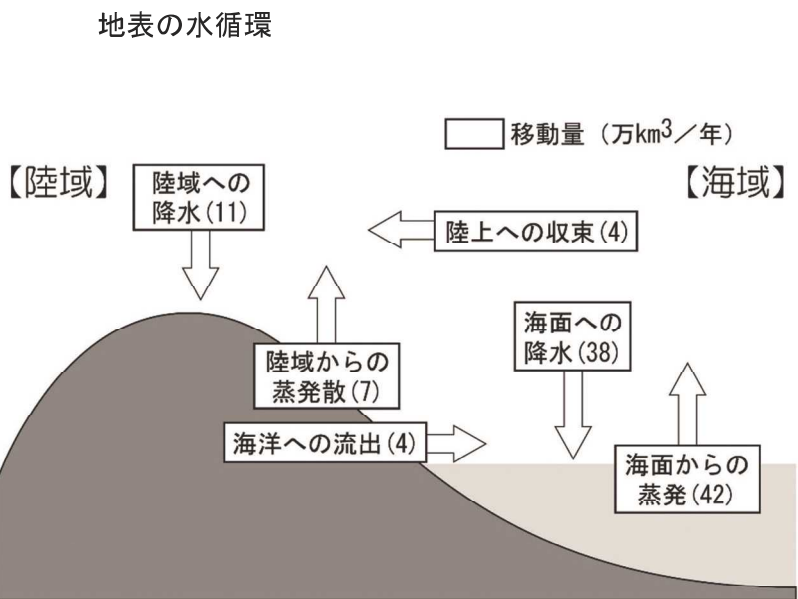 地表の水循環
移動量（万km3／年）
【陸域】
【海域】
陸域への
降水(11)
陸上への収束(4)
海面への
降水(38)
陸域からの
蒸発散(7)
海洋への流出(4)
海面からの
蒸発(42)